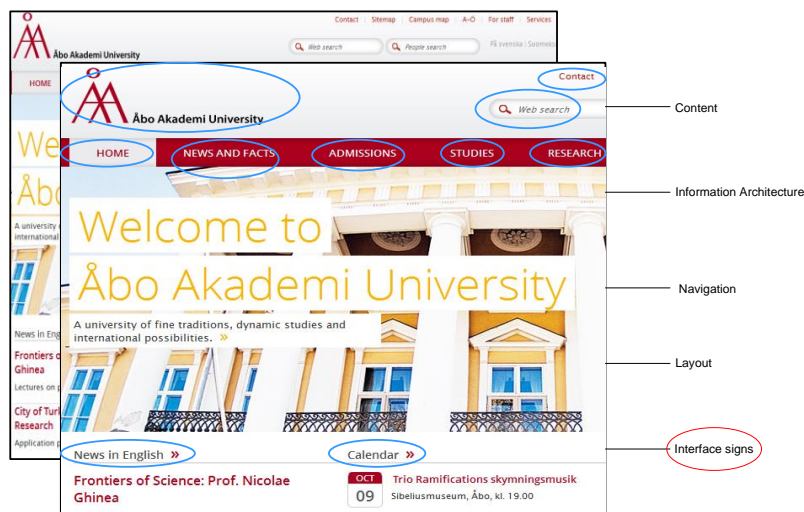 Contact | Sitemap | Campus map | A-Ö | For staff | Services
Web search
People search
På svenska | Suomeks
Åbo Akademi University
HOME
We
Åbo
A university
international
News in Eng
Frontiers o
Ghinea
Lectures on p
City of Turk
Research
Application p
Contact
Web search
Åbo Akademi University
HOME
NEWS AND FACTS
ADMISSIONS
STUDIES
RESEARCH
Welcome to
Åbo Akademi University
A university of fine traditions, dynamic studies and
international possibilities. »
News in English »
Calendar »
Frontiers of Science: Prof. Nicolae
Ghinea
OCT
09
Trio Ramifications skymningsmusik
Sibeliusmuseum, Åbo, kl. 19.00
Content
Information Architecture
Navigation
Layout
Interface signs